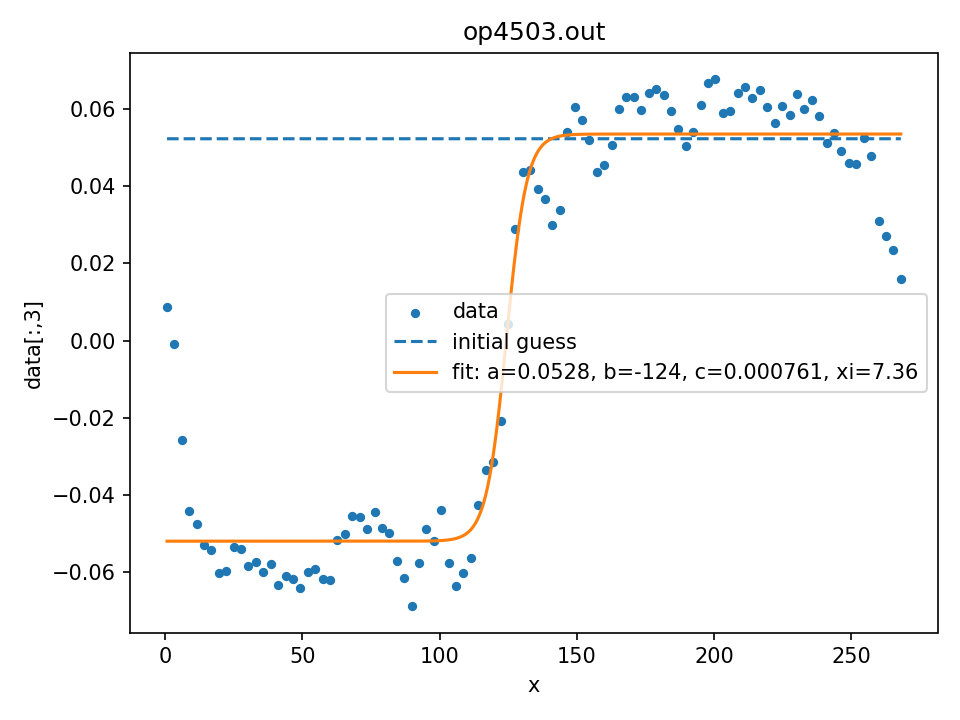 op4503.out
data[:,3]
0.06
0.04
0.02
0.00
−0.02
−0.04
−0.06
data
initial guess
fit: a=0.0528, b=-124, c=0.000761, xi=7.36
0 50 100 150 200 250
x